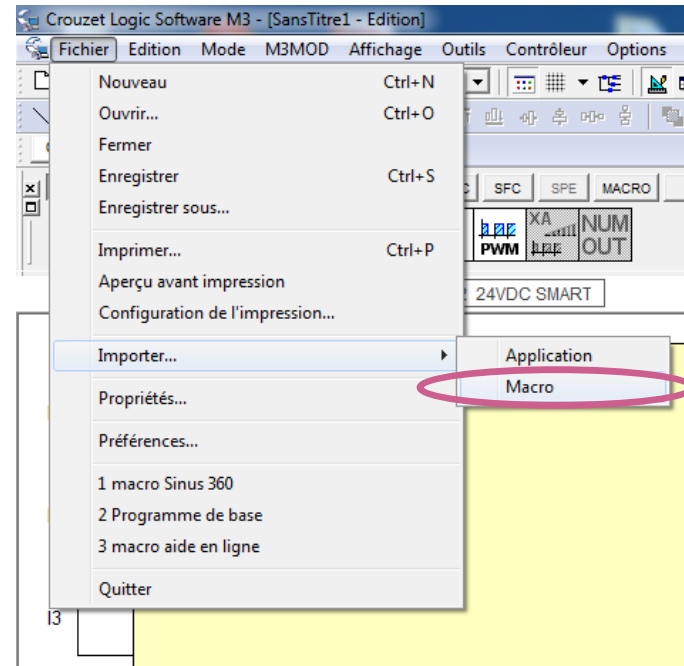 Crouzet Logic Software M3 - [SansTitre1 - Edition]
Fichier Edition Mode M3MOD Affichage Outils Contrôleur Options
Nouveau Ctrl+N
Ouvrir... Ctrl+O
Fermer
Enregistrer Ctrl+S
Enregistrer sous...
Imprimer... Ctrl+P
Aperçu avant impression
Configuration de l'impression...
Importer...
Propriétés...
Préférences...
1 macro Sinus 360
2 Programme de base
3 macro aide en ligne
Quitter
Application
Macro
SFC SPE MACRO
PWM XA NUM OUT
24VDC SMART
I3